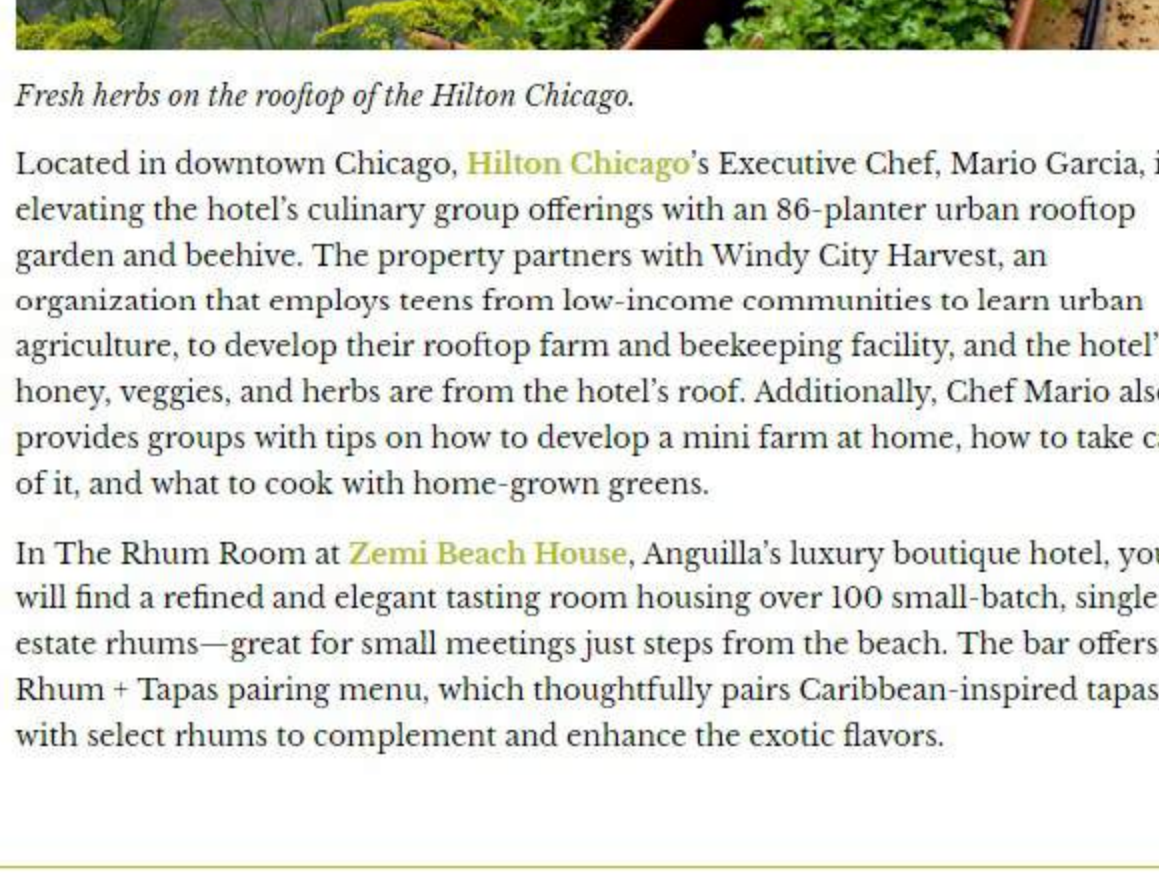 Fresh herbs on the rooftop of the Hilton Chicago.
Located in downtown Chicago, Hilton Chicago’s Executive Chef, Mario Garcia, i
elevating the hotel’s culinary group offerings with an 86-planter urban rooftop
garden and beehive. The property partners with Windy City Harvest, an
organization that employs teens from low-income communities to learn urban
agriculture, to develop their rooftop farm and beekeeping facility, and the hotel’
honey, veggies, and herbs are from the hotel’s roof. Additionally, Chef Mario als
provides groups with tips on how to develop a mini farm at home, how to take c
of it, and what to cook with home-grown greens.
In The Rhum Room at Zemi Beach House, Anguilla’s luxury boutique hotel, you
will find a refined and elegant tasting room housing over 100 small-batch, single
estate rhums—great for small meetings just steps from the beach. The bar offers
Rhum + Tapas pairing menu, which thoughtfully pairs Caribbean-inspired tapas
with select rhums to complement and enhance the exotic flavors.